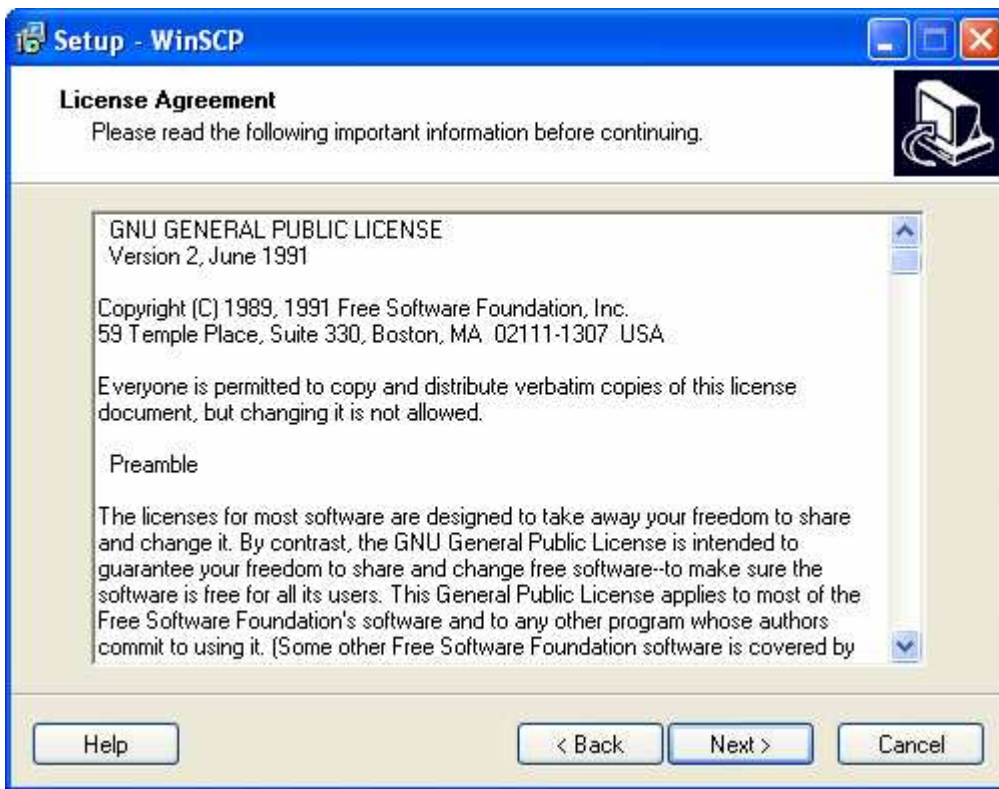 Setup - WinSCP
License Agreement
Please read the following important information before continuing.
GNU GENERAL PUBLIC LICENSE
Version 2, June 1991
Copyright (C) 1989, 1991 Free Software Foundation, Inc.
59 Temple Place, Suite 330, Boston, MA  02111-1307  USA
Everyone is permitted to copy and distribute verbatim copies of this license
document, but changing it is not allowed.
Preamble
The licenses for most software are designed to take away your freedom to share
and change it. By contrast, the GNU General Public License is intended to
guarantee your freedom to share and change free software--to make sure the
software is free for all its users. This General Public License applies to most of the
Free Software Foundation's software and to any other program whose authors
commit to using it. (Some other Free Software Foundation software is covered by
Help
< Back
Next >
Cancel